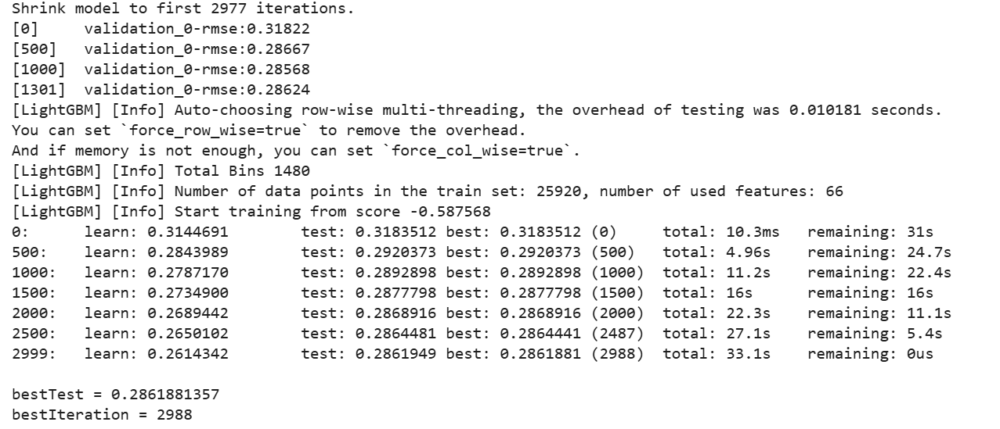 Shrink model to first 2977 iterations.
[0]	validation_0-rmse:0.31822
[500]	validation_0-rmse:0.28667
[1000]	validation_0-rmse:0.28568
[1301]	validation_0-rmse:0.28624
[LightGBM] [Info] Auto-choosing row-wise multi-threading, the overhead of testing was 0.010181 seconds.
You can set `force_row_wise=true` to remove the overhead.
And if memory is not enough, you can set `force_col_wise=true`.
[LightGBM] [Info] Total Bins 1480
[LightGBM] [Info] Number of data points in the train set: 25920, number of used features: 66
[LightGBM] [Info] Start training from score -0.587568
0:	learn: 0.3144691	test: 0.3183512	best: 0.3183512 (0)	total: 10.3ms	remaining: 31s
500:	learn: 0.2843989	test: 0.2920373	best: 0.2920373 (500)	total: 4.96s	remaining: 24.7s
1000:	learn: 0.2787170	test: 0.2892898	best: 0.2892898 (1000)	total: 11.2s	remaining: 22.4s
1500:	learn: 0.2734900	test: 0.2877798	best: 0.2877798 (1500)	total: 16s	remaining: 16s
2000:	learn: 0.2689442	test: 0.2868916	best: 0.2868916 (2000)	total: 22.3s	remaining: 11.1s
2500:	learn: 0.2650102	test: 0.2864481	best: 0.2864441 (2487)	total: 27.1s	remaining: 5.4s
2999:	learn: 0.2614342	test: 0.2861949	best: 0.2861881 (2988)	total: 33.1s	remaining: 0us
bestTest = 0.2861881357
bestIteration = 2988